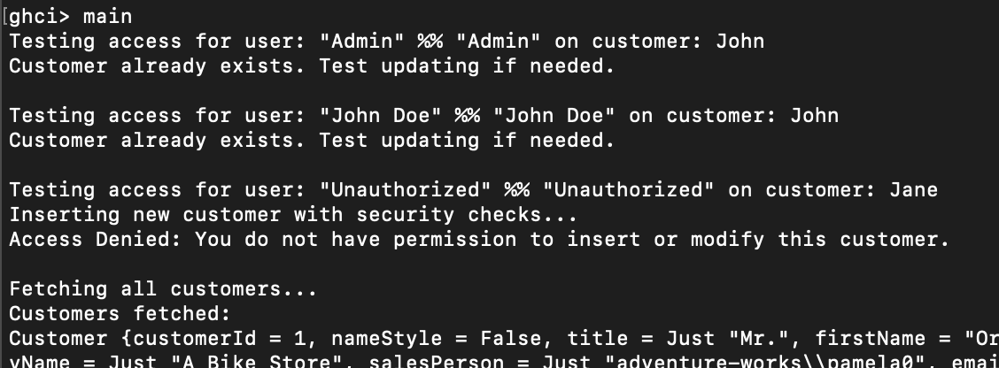 [ghci> main
Testing access for user: "Admin" %% "Admin" on customer: John
Customer already exists. Test updating if needed.
Testing access for user: "John Doe" %% "John Doe" on customer: John
Customer already exists. Test updating if needed.
Testing access for user: "Unauthorized" %% "Unauthorized" on customer: Jane
Inserting new customer with security checks...
Access Denied: You do not have permission to insert or modify this customer.
Fetching all customers...
Customers fetched:
Customer {customerId = 1, nameStyle = False, title = Just "Mr.", firstName = "Or
yName = Just "A Bike Store", salesPerson = Just "adventure-works\\pamela0", emai